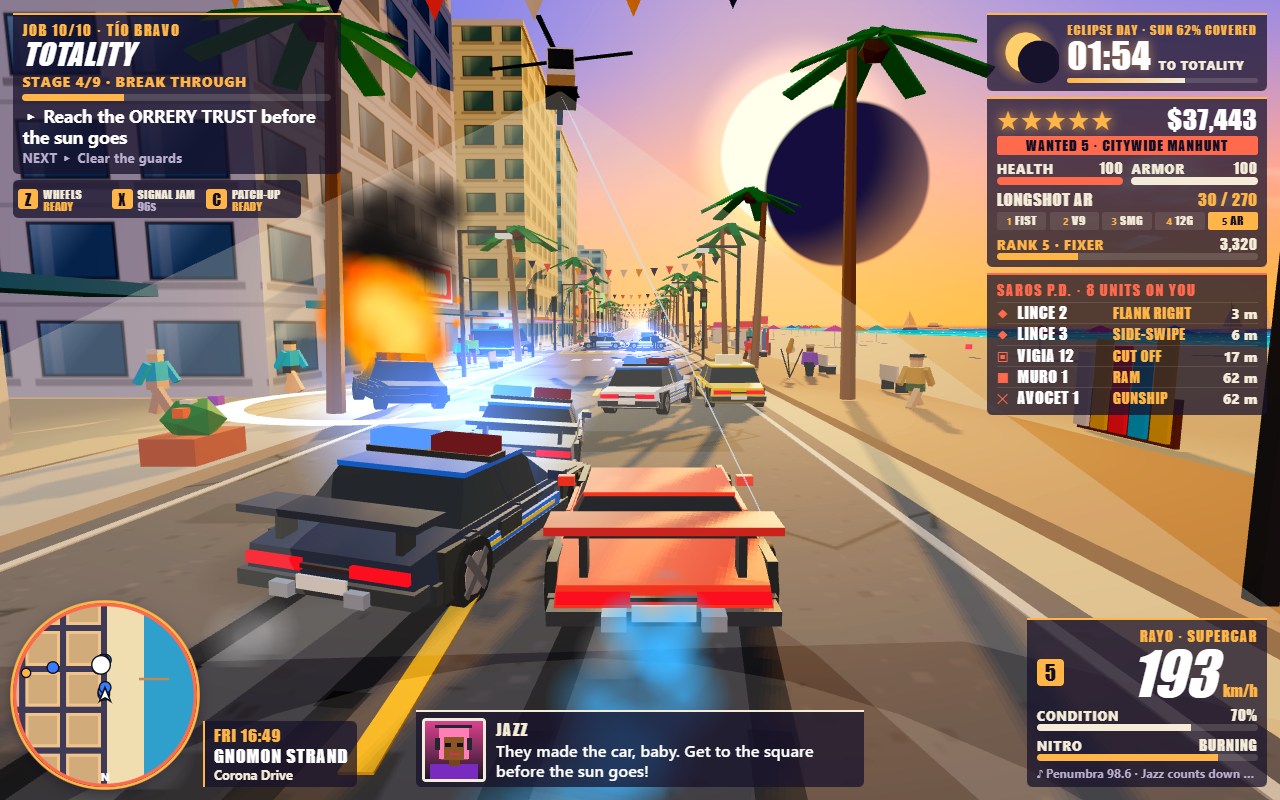 JOB 10/10 · TÍO BRAVO
TOTALITY
STAGE 4/9 · BREAK THROUGH
▸ Reach the ORRERY TRUST before
the sun goes
NEXT ▸ Clear the guards
Z WHEELS READY
X SIGNAL JAM 96s
C PATCH-UP READY
ECLIPSE DAY · SUN 62% COVERED
01:54 TO TOTALITY
★★★★★ $37,443
WANTED 5 · CITYWIDE MANHUNT
HEALTH 100 ARMOR 100
LONGSHOT AR 30 / 270
1 FIST 2 V9 3 SMG 4 12G 5 AR
RANK 5 · FIXER 3,320
SAROS P.D. · 8 UNITS ON YOU
LINCE 2 FLANK RIGHT 3 m
LINCE 3 SIDE-SWIPE 6 m
VIGIA 12 CUT OFF 17 m
MURO 1 RAM 62 m
AVOCET 1 GUNSHIP 62 m
N
FRI 16:49
GNOMON STRAND
Corona Drive
JAZZ
They made the car, baby. Get to the square
before the sun goes!
RAYO · SUPERCAR
5 193 km/h
CONDITION 70%
NITRO BURNING
♪ Penumbra 98.6 · Jazz counts down ...